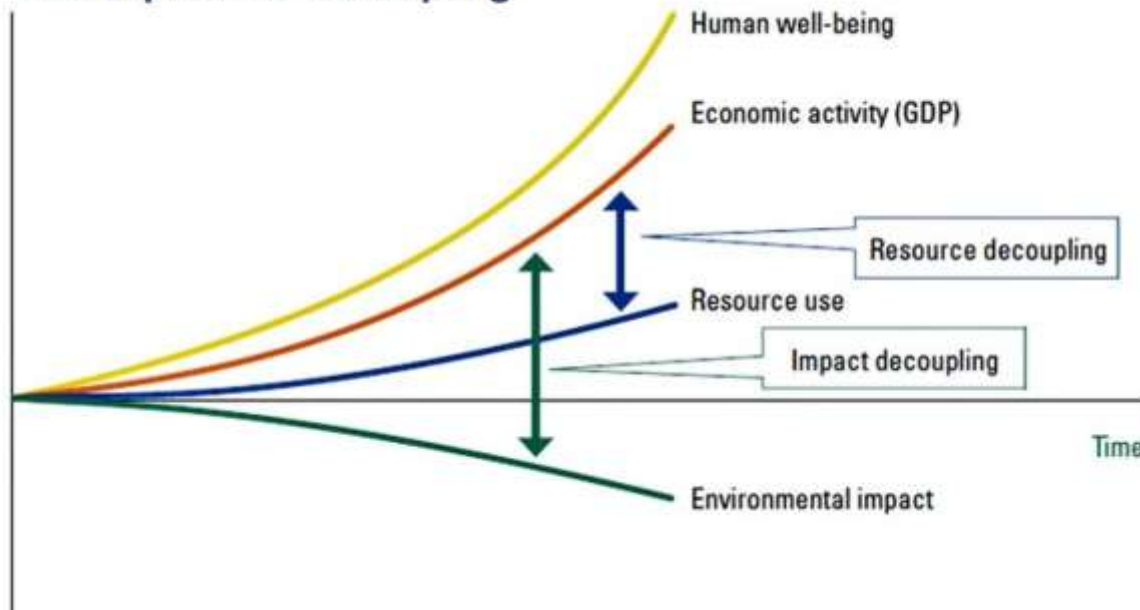 Human well-being
Economic activity (GDP)
Resource decoupling
Resource use
Impact decoupling
Time
Environmental impact